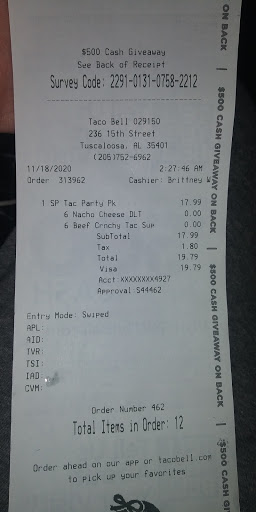 $500 Cash Giveaway
See Back of Receipt
Survey Code: 2291-0131-0758-2212
Taco Bell 029150
236 15th Street
Tuscaloosa, AL 35401
(205)752-6962
11/18/2020 2:27:46 AM
Order 313962 Cashier: Brittney W
1 SP Tac Party Pk 17.99
6 Nacho Cheese DLT 0.00
6 Beef Crnchy Tac Sup 0.00
SubTotal 17.99
Tax 1.80
Total 19.79
Visa 19.79
Acct XXXXXXXX4927
Approval S44462
Entry Mode: Swiped
APL:
AID:
TVR:
TSI:
IAD:
CVM:
Order Number 462
Total Items in Order: 12
Order ahead on our app or tacobell.com
to pick up your favorites
ON BACK | $500 CASH GIVEAWAY ON BACK | $500 CASH GIVEAWAY ON BACK | $500 CASH G